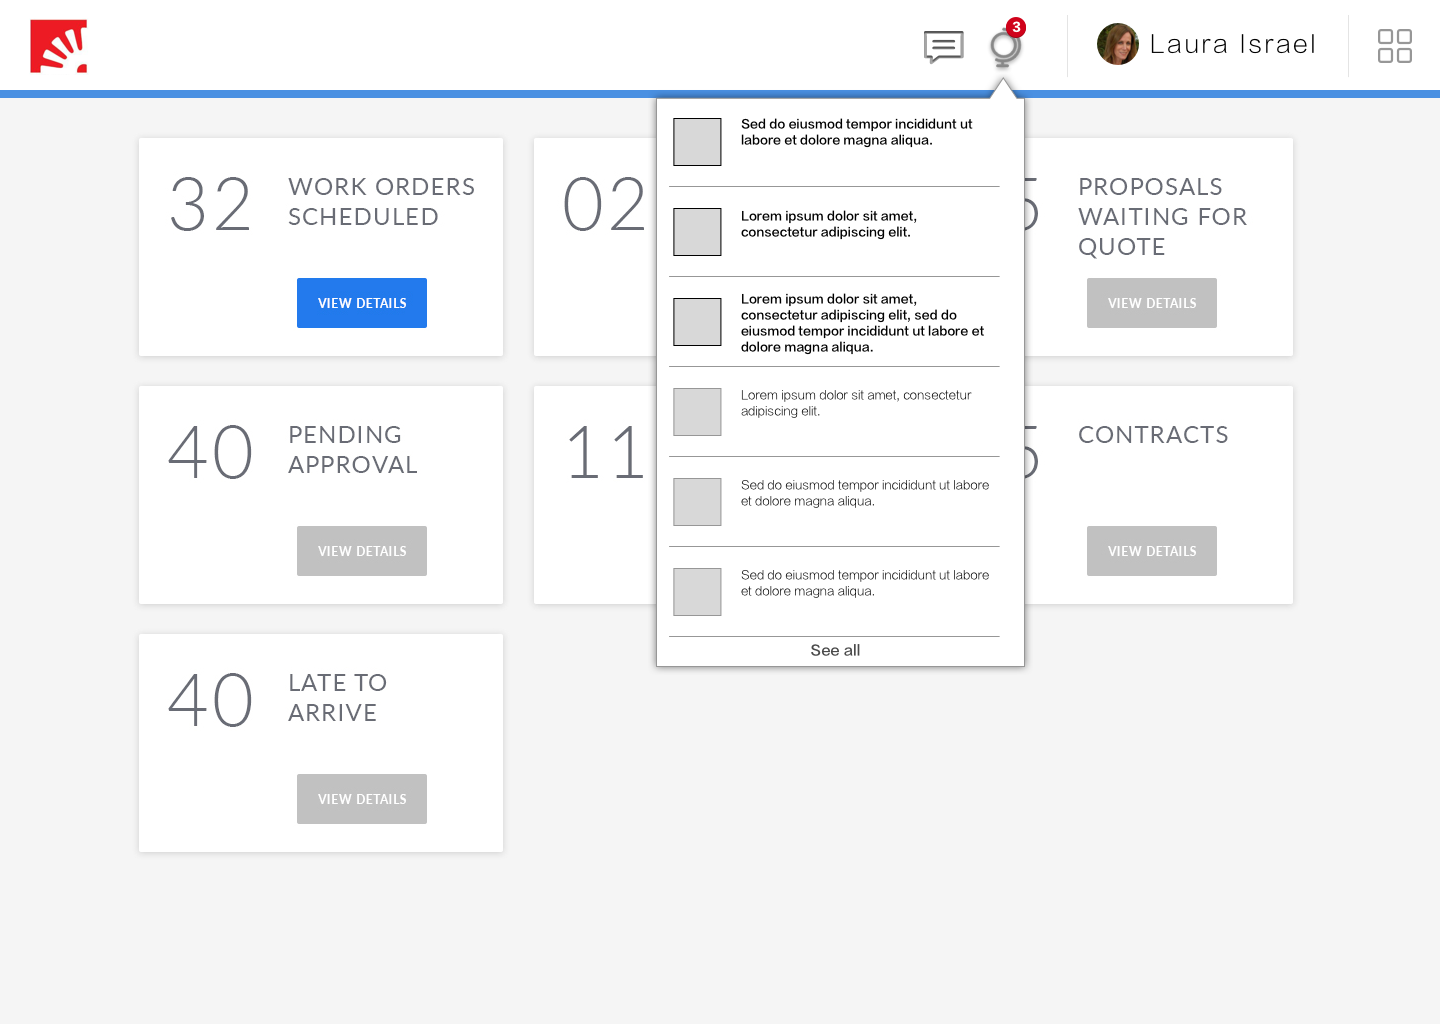 3
Laura Israel
32
WORK ORDERS
SCHEDULED
VIEW DETAILS
02
PROPOSALS
WAITING FOR
QUOTE
VIEW DETAILS
40
PENDING
APPROVAL
VIEW DETAILS
11
CONTRACTS
VIEW DETAILS
40
LATE TO
ARRIVE
VIEW DETAILS
Sed do eiusmod tempor incididunt ut
labore et dolore magna aliqua.
Lorem ipsum dolor sit amet,
consectetur adipiscing elit.
Lorem ipsum dolor sit amet,
consectetur adipiscing elit, sed do
eiusmod tempor incididunt ut labore et
dolore magna aliqua.
Lorem ipsum dolor sit amet, consectetur
adipiscing elit.
Sed do eiusmod tempor incididunt ut labore
et dolore magna aliqua.
Sed do eiusmod tempor incididunt ut labore
et dolore magna aliqua.
See all